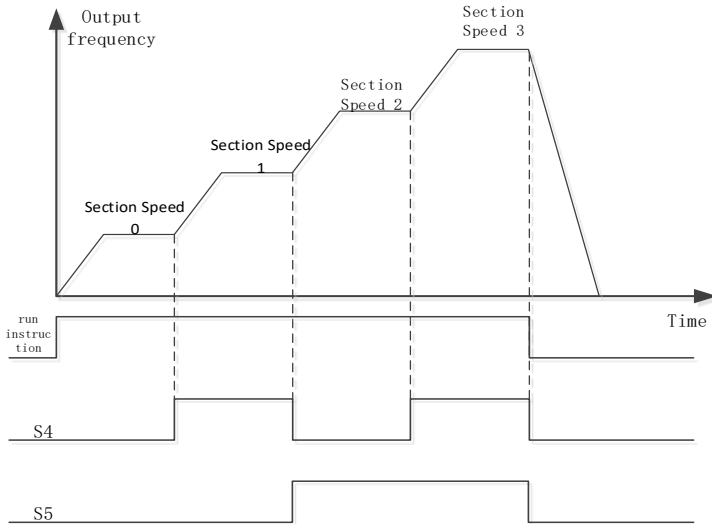 Output
frequency
Section
Speed 3
Section
Speed 2
Section Speed
1
Section Speed
0
run
instruc
tion
Time
S4
S5